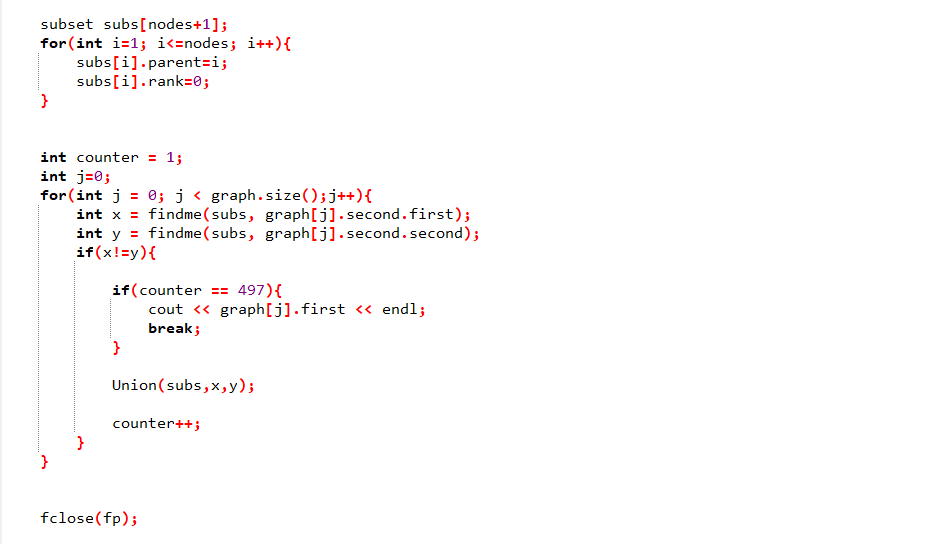 subset subs[nodes+1];
for(int i=1; i<=nodes; i++){
    subs[i].parent=i;
    subs[i].rank=0;
}
int counter = 1;
int j=0;
for(int j = 0; j < graph.size();j++){
    int x = findme(subs, graph[j].second.first);
    int y = findme(subs, graph[j].second.second);
    if(x!=y){
        if(counter == 497){
            cout << graph[j].first << endl;
            break;
        }
        Union(subs,x,y);
        counter++;
    }
}
fclose(fp);